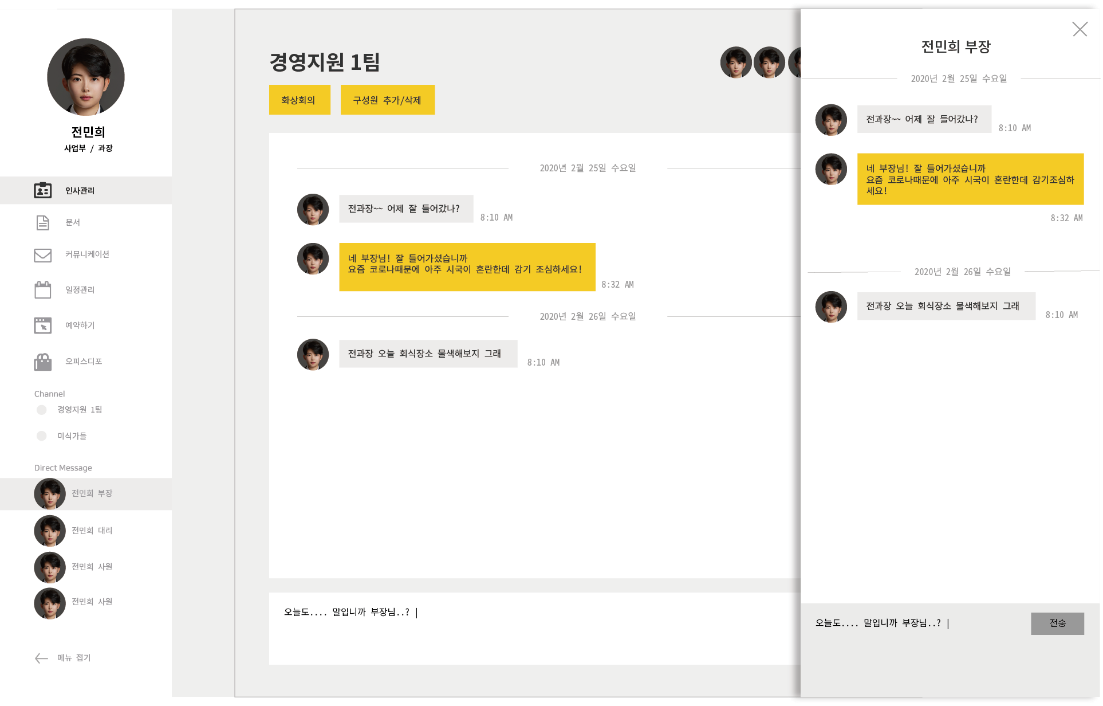 전민희
사업부 / 과장
인사관리
문서
커뮤니케이션
일정관리
예약하기
오피스디포
Channel
경영지원 1팀
미식가들
Direct Message
전민희 부장
전민희 대리
전민희 사원
전민희 사원
메뉴 접기
경영지원 1팀
화상회의
구성원 추가/삭제
2020년 2월 25일 수요일
전과장~~ 어제 잘 들어갔나?
8:10 AM
네 부장님! 잘 들어가셨습니까
요즘 코로나때문에 아주 시국이 혼란한데 감기 조심하세요!
8:32 AM
2020년 2월 26일 수요일
전과장 오늘 회식장소 물색해보지 그래
8:10 AM
오늘도.... 말입니까 부장님..? |
전민희 부장
2020년 2월 25일 수요일
전과장~~ 어제 잘 들어갔나?
8:10 AM
네 부장님! 잘 들어가셨습니까
요즘 코로나때문에 아주 시국이 혼란한데 감기조심하
세요!
8:32 AM
2020년 2월 26일 수요일
전과장 오늘 회식장소 물색해보지 그래
8:10 AM
오늘도.... 말입니까 부장님..? |
전송